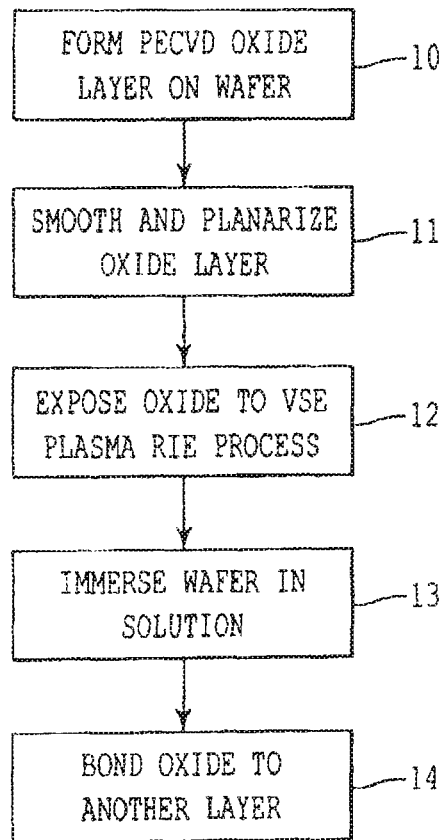 FORM PECVD OXIDE
LAYER ON WAFER
10
SMOOTH AND PLANARIZE
OXIDE LAYER
11
EXPOSE OXIDE TO VSE
PLASMA RIE PROCESS
12
IMMERSE WAFER IN
SOLUTION
13
BOND OXIDE TO
ANOTHER LAYER
14